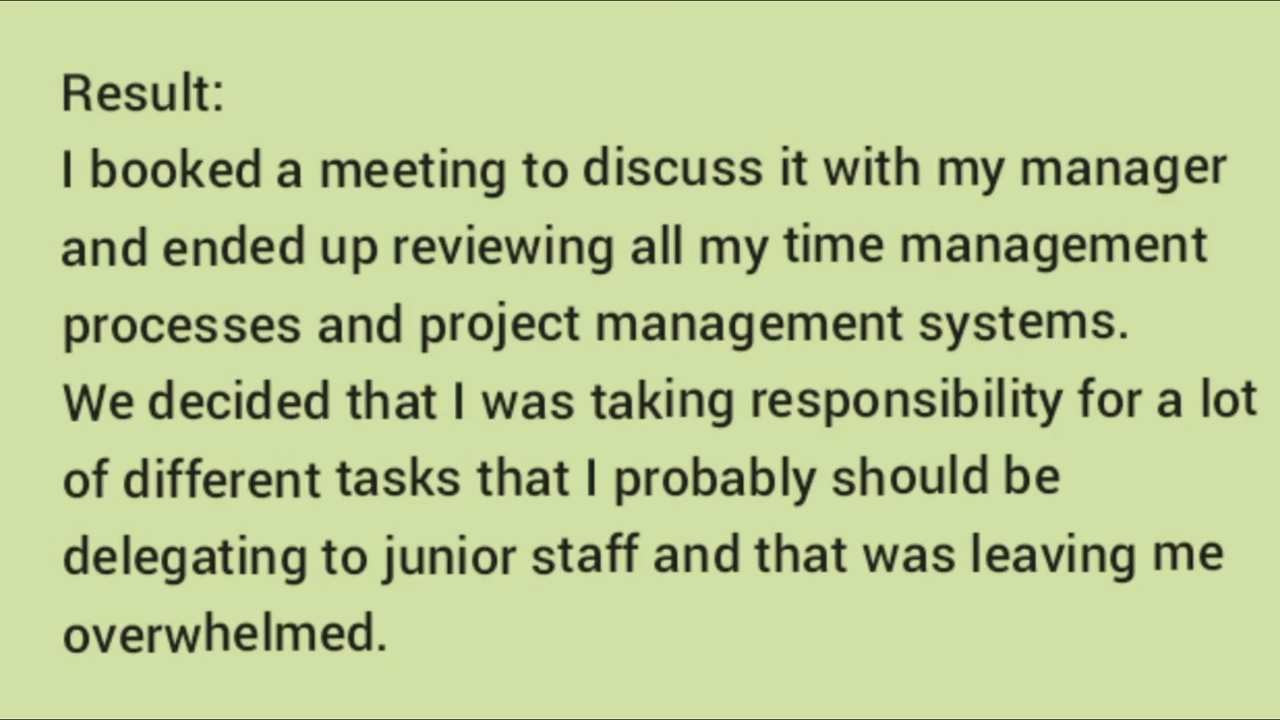 Result:
I booked a meeting to discuss it with my manager
and ended up reviewing all my time management
processes and project management systems.
We decided that I was taking responsibility for a lot
of different tasks that I probably should be
delegating to junior staff and that was leaving me
overwhelmed.